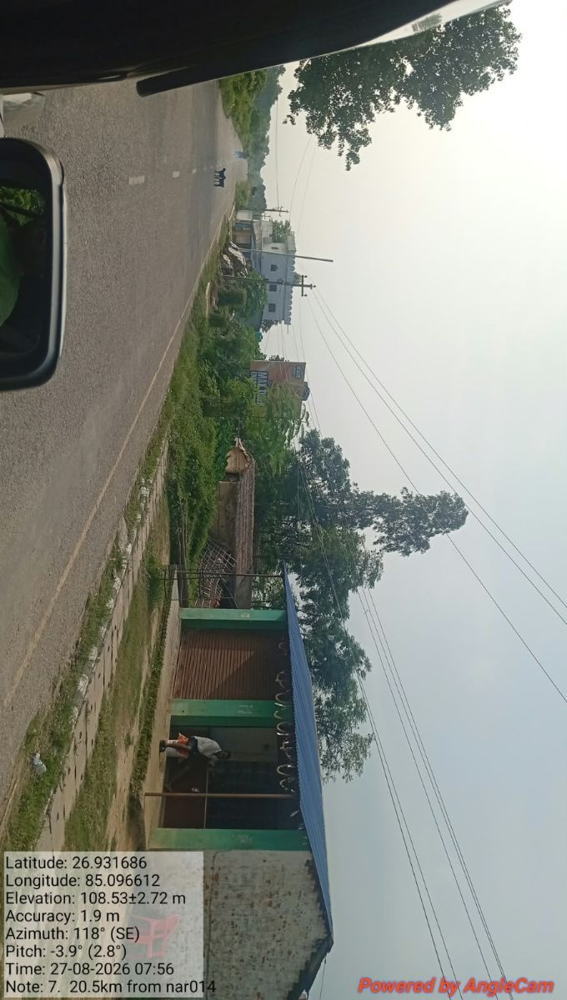 Latitude: 26.931686
Longitude: 85.096612
Elevation: 108.53±2.72 m
Accuracy: 1.9 m
Azimuth: 118° (SE)
Pitch: -3.9° (2.8°)
Time: 27-08-2026 07:56
Note: 7. 20.5km from nar014
Powered by AngleCam